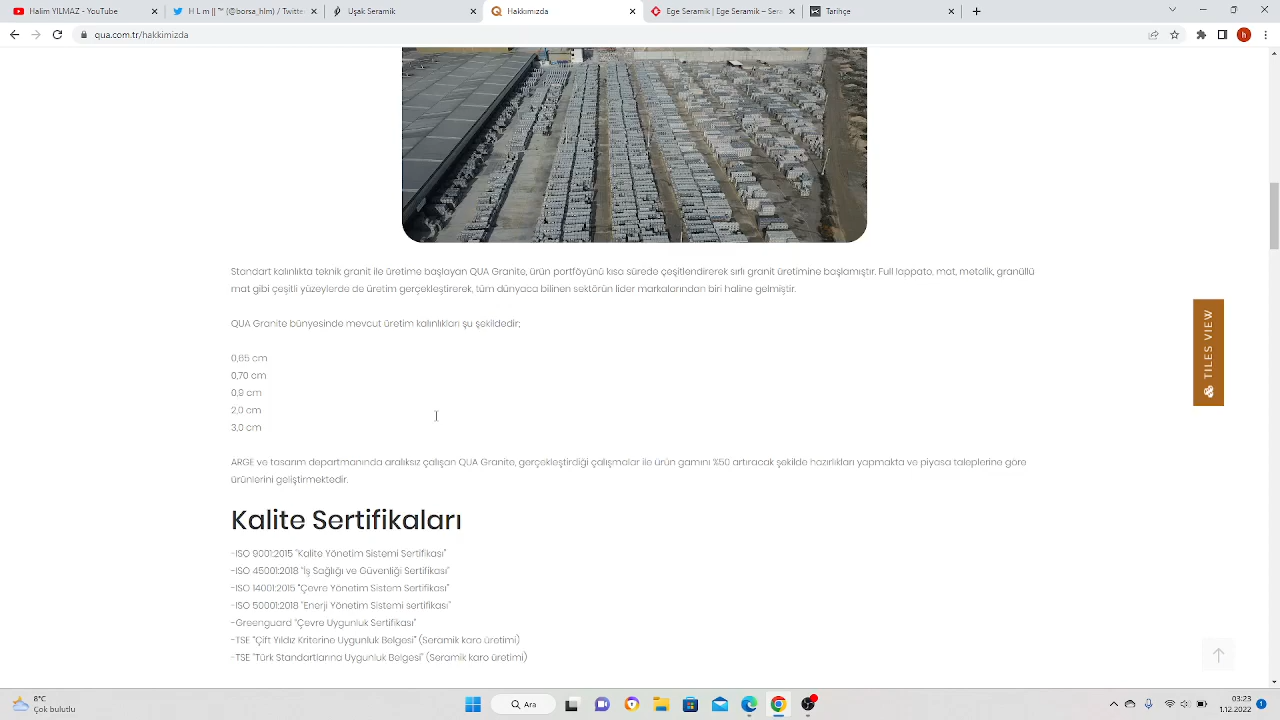 Halim YILMAZ - YouTube
H L m || ™ (@borsa_hlm) / Twitte
Uşak Seramik
Hakkımızda
Ege Seramik | Ege Seramik – Sera
Tarihçe
qua.com.tr/hakkimizda
Standart kalınlıkta teknik granit ile üretime başlayan QUA Granite, ürün portföyünü kısa sürede çeşitlendirerek sırlı granit üretimine başlamıştır. Full lappato, mat, metalik, granüllü
mat gibi çeşitli yüzeylerde de üretim gerçekleştirerek, tüm dünyaca bilinen sektörün lider markalarından biri haline gelmiştir.
QUA Granite bünyesinde mevcut üretim kalınlıkları şu şekildedir;
0,65 cm
0,70 cm
0,9 cm
2,0 cm
3,0 cm
TILES VIEW
ARGE ve tasarım departmanında aralıksız çalışan QUA Granite, gerçekleştirdiği çalışmalar ile ürün gamını %50 artıracak şekilde hazırlıkları yapmakta ve piyasa taleplerine göre
ürünlerini geliştirmektedir.
Kalite Sertifikaları
-ISO 9001:2015 "Kalite Yönetim Sistemi Sertifikası"
-ISO 45001:2018 "İş Sağlığı ve Güvenliği Sertifikası"
-ISO 14001:2015 "Çevre Yönetim Sistem Sertifikası"
-ISO 50001:2018 "Enerji Yönetim Sistemi sertifikası"
-Greenguard "Çevre Uygunluk Sertifikası"
-TSE "Çift Yıldız Kriterine Uygunluk Belgesi" (Seramik karo üretimi)
-TSE "Türk Standartlarına Uygunluk Belgesi" (Seramik karo üretimi)
8°C
Çok bulutlu
Ara
03:23
1.12.2022